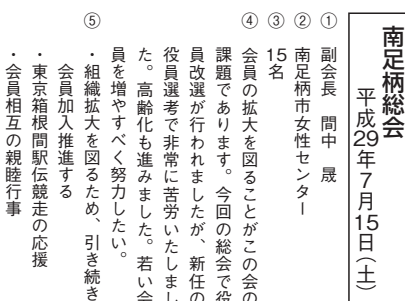 南足柄総会
平成29年7月15日(土)
① 副会長 間中 晟
② 南足柄市女性センター
③ 15名
④ 会員の拡大を図ることがこの会の
課題であります。今回の総会で役
員改選が行われましたが、新任の
役員選考で非常に苦労いたしまし
た。高齢化も進みました。若い会
員を増やすべく努力したい。
⑤
・組織拡大を図るため、引き続き
会員加入推進する
・東京箱根間駅伝競走の応援
・会員相互の親睦行事